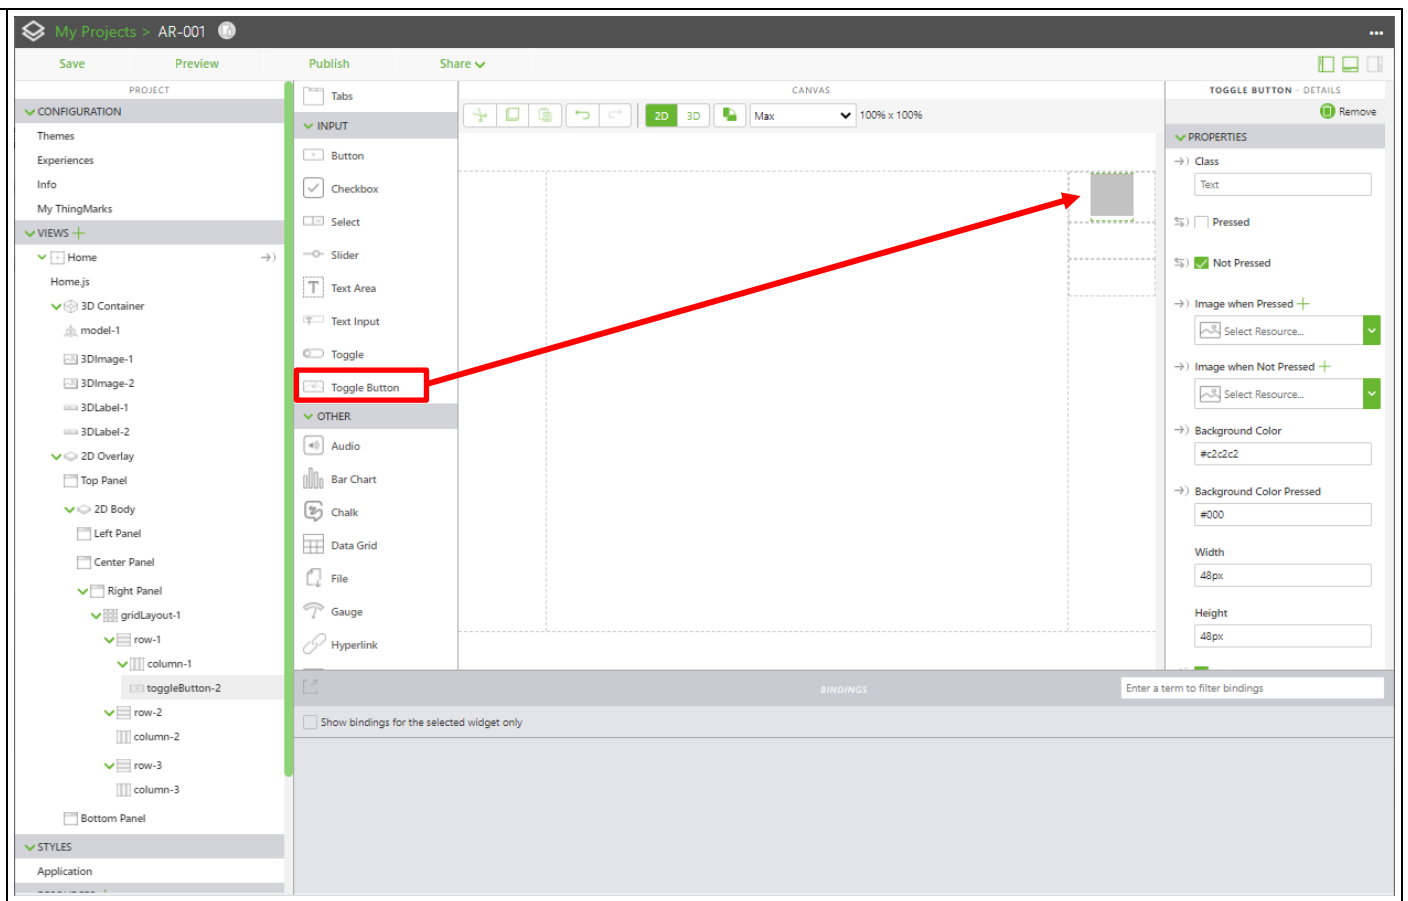 My Projects > AR-001
Save
Preview
Publish
Share
PROJECT
CONFIGURATION
Themes
Experiences
Info
My ThingMarks
VIEWS
Home
Home.js
3D Container
model-1
3DImage-1
3DImage-2
3DLabel-1
3DLabel-2
2D Overlay
Top Panel
2D Body
Left Panel
Center Panel
Right Panel
gridLayout-1
row-1
column-1
toggleButton-2
row-2
column-2
row-3
column-3
Bottom Panel
STYLES
Application
Tabs
INPUT
Button
Checkbox
Select
Slider
Text Area
Text Input
Toggle
Toggle Button
OTHER
Audio
Bar Chart
Chalk
Data Grid
File
Gauge
Hyperlink
CANVAS
2D
3D
Max
100% x 100%
TOGGLE BUTTON - DETAILS
Remove
PROPERTIES
Class
Text
Pressed
Not Pressed
Image when Pressed
Select Resource...
Image when Not Pressed
Select Resource...
Background Color
#c2c2c2
Background Color Pressed
#000
Width
48px
Height
48px
BINDINGS
Enter a term to filter bindings
Show bindings for the selected widget only